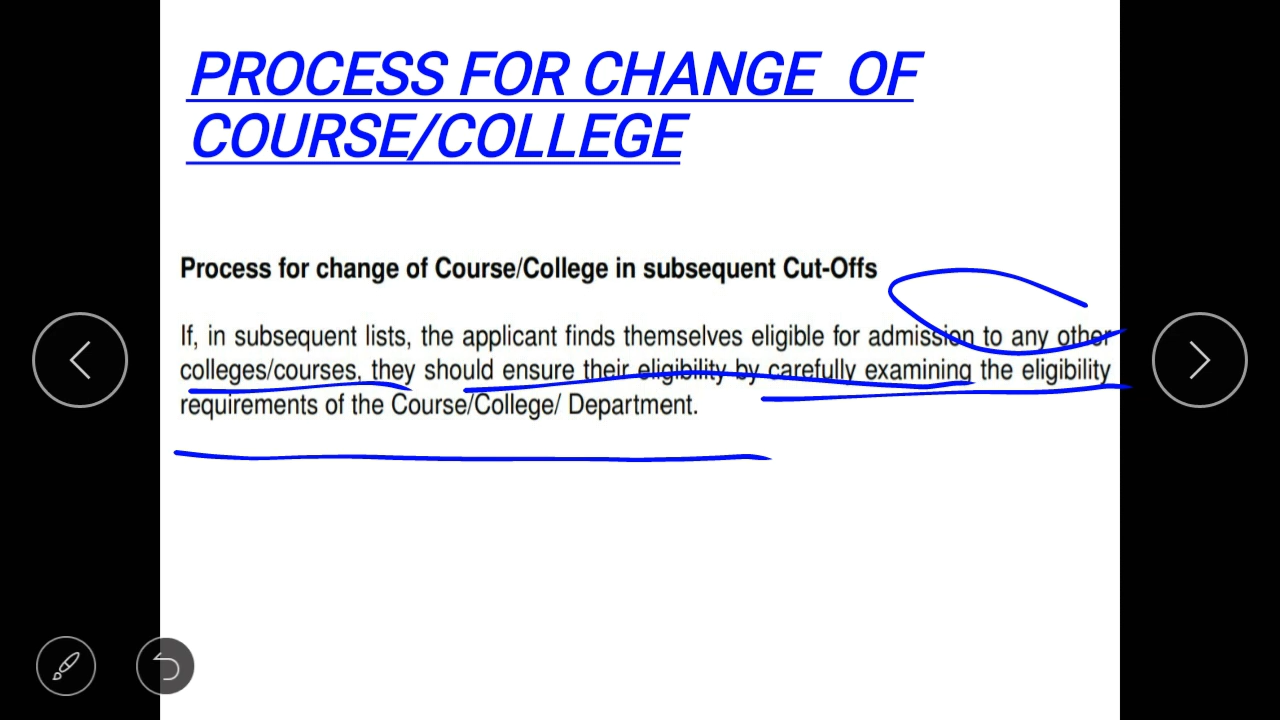 PROCESS FOR CHANGE OF
COURSE/COLLEGE
Process for change of Course/College in subsequent Cut-Offs
If, in subsequent lists, the applicant finds themselves eligible for admission to any other
colleges/courses, they should ensure their eligibility by carefully examining the eligibility
requirements of the Course/College/ Department.